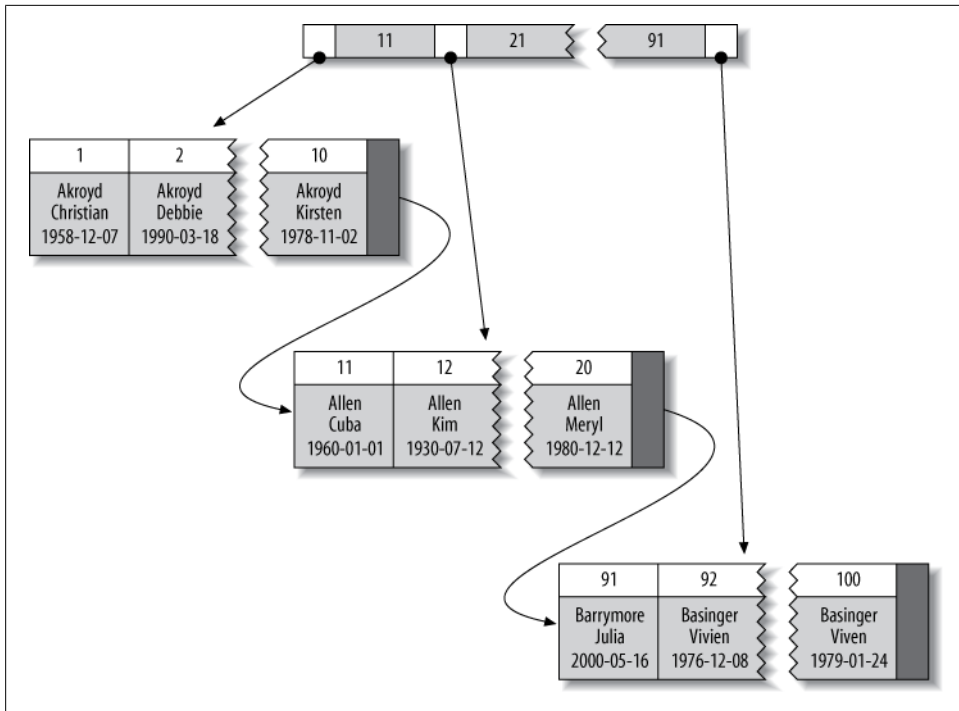 11 21 91
1 2 10
Akroyd Akroyd Akroyd
Christian Debbie Kirsten
1958-12-07 1990-03-18 1978-11-02
11 12 20
Allen Allen Allen
Cuba Kim Meryl
1960-01-01 1930-07-12 1980-12-12
91 92 100
Barrymore Basinger Basinger
Julia Vivien Viven
2000-05-16 1976-12-08 1979-01-24